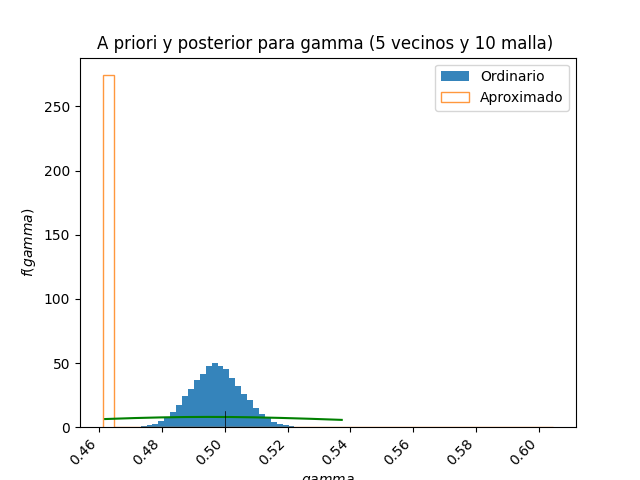 A priori y posterior para gamma (5 vecinos y 10 malla)
Ordinario
Aproximado
f(gamma)
250
200
150
100
50
0
0.46 0.48 0.50 0.52 0.54 0.56 0.58 0.60
gamma